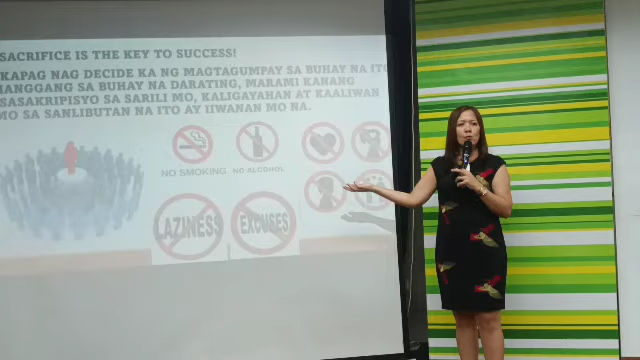 SACRIFICE IS THE KEY TO SUCCESS!
KAPAG NAG DECIDE KA NG MAGTAGUMPAY SA BUHAY NA ITO
HANGGANG SA BUHAY NA DARATING, MARAMI KANANG
SASAKRIPISYO SA SARILI MO, KALIGAYAHAN AT KAALIWAN
MO SA SANLIBUTAN NA ITO AY IIWANAN MO NA.
NO SMOKING
NO ALCOHOL
LAZINESS
EXCUSES